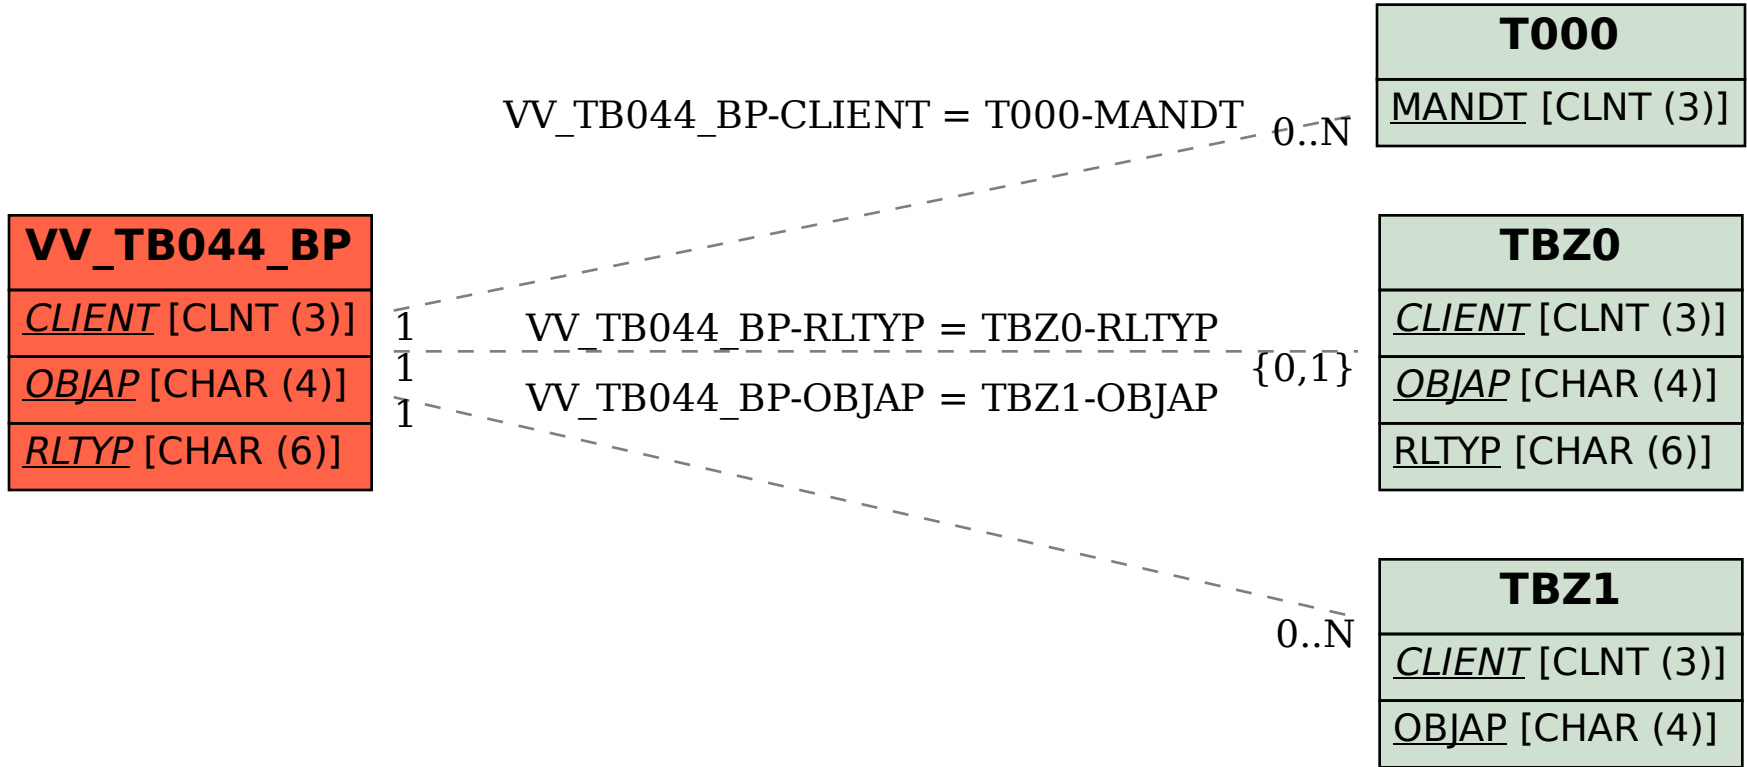 T000
MANDT [CLNT (3)]
VV_TB044_BP-CLIENT = T000-MANDT
0..N
VV_TB044_BP
CLIENT [CLNT (3)]
OBJAP [CHAR (4)]
RLTYP [CHAR (6)]
1
VV_TB044_BP-RLTYP = TBZ0-RLTYP
1
{0,1}
VV_TB044_BP-OBJAP = TBZ1-OBJAP
1
TBZ0
CLIENT [CLNT (3)]
OBJAP [CHAR (4)]
RLTYP [CHAR (6)]
0..N
TBZ1
CLIENT [CLNT (3)]
OBJAP [CHAR (4)]